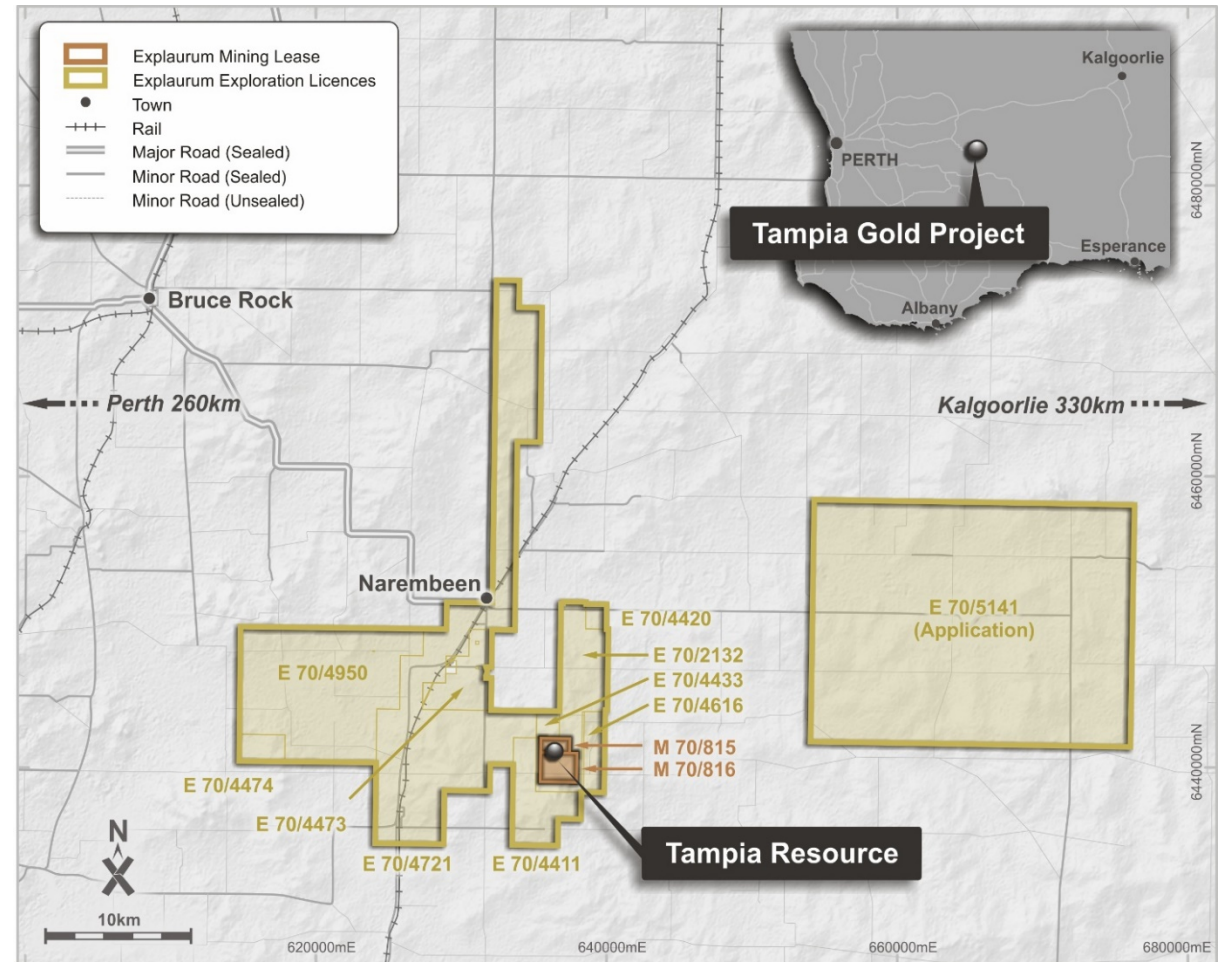 Explaurum Mining Lease
Explaurum Exploration Licences
Town
Rail
Major Road (Sealed)
Minor Road (Sealed)
Minor Road (Unsealed)
Kalgoorlie
PERTH
Tampia Gold Project
Esperance
Albany
6480000mN
Bruce Rock
Perth 260km
Kalgoorlie 330km
6460000mN
Narembeen
E 70/4420
E 70/5141
(Application)
E 70/4950
E 70/2132
E 70/4433
E 70/4616
M 70/815
M 70/816
6440000mN
E 70/4474
E 70/4473
E 70/4721
E 70/4411
Tampia Resource
N
10km
620000mE
640000mE
660000mE
680000mE